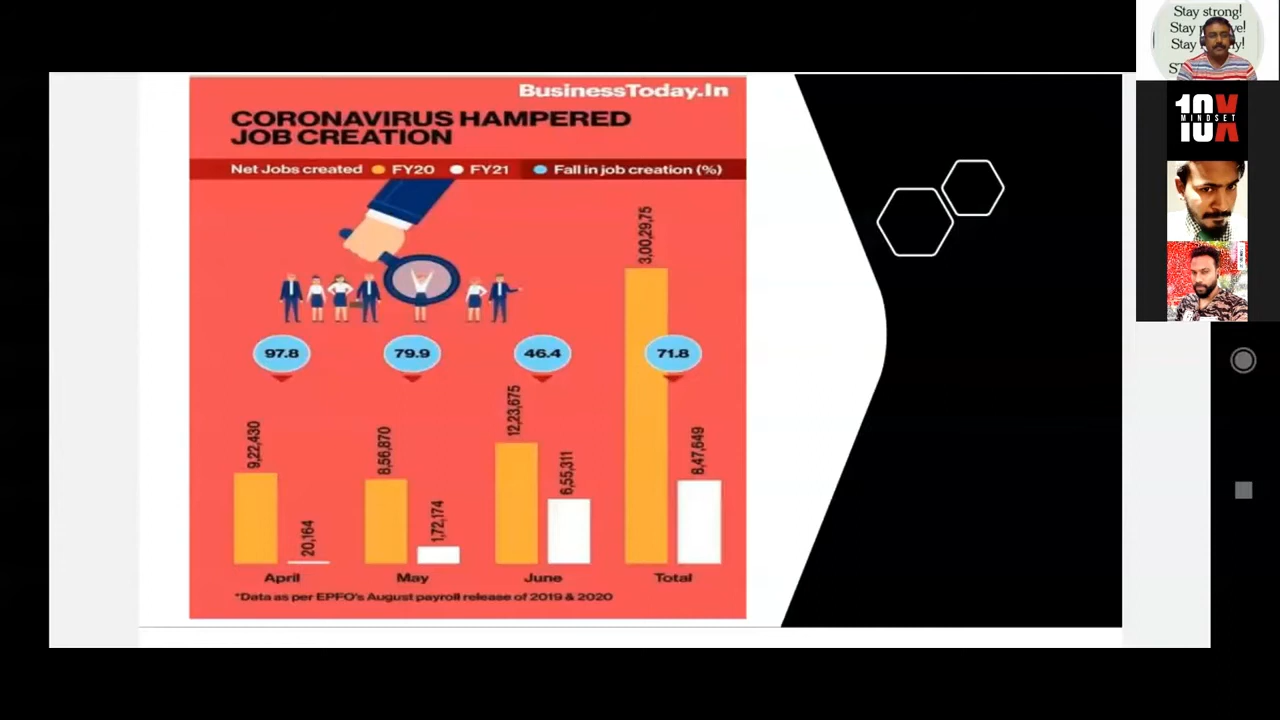 BusinessToday.In
CORONAVIRUS HAMPERED
JOB CREATION
Net Jobs created FY20 FY21 Fall in job creation (%)
3,00,29,75
97.8 79.9 46.4 71.8
9,22,430
20,164
8,56,870
1,72,174
12,23,675
6,55,311
8,47,649
April May June Total
*Data as per EPFO's August payroll release of 2019 & 2020
Stay strong!
Stay
Stay
10X
MINDSET